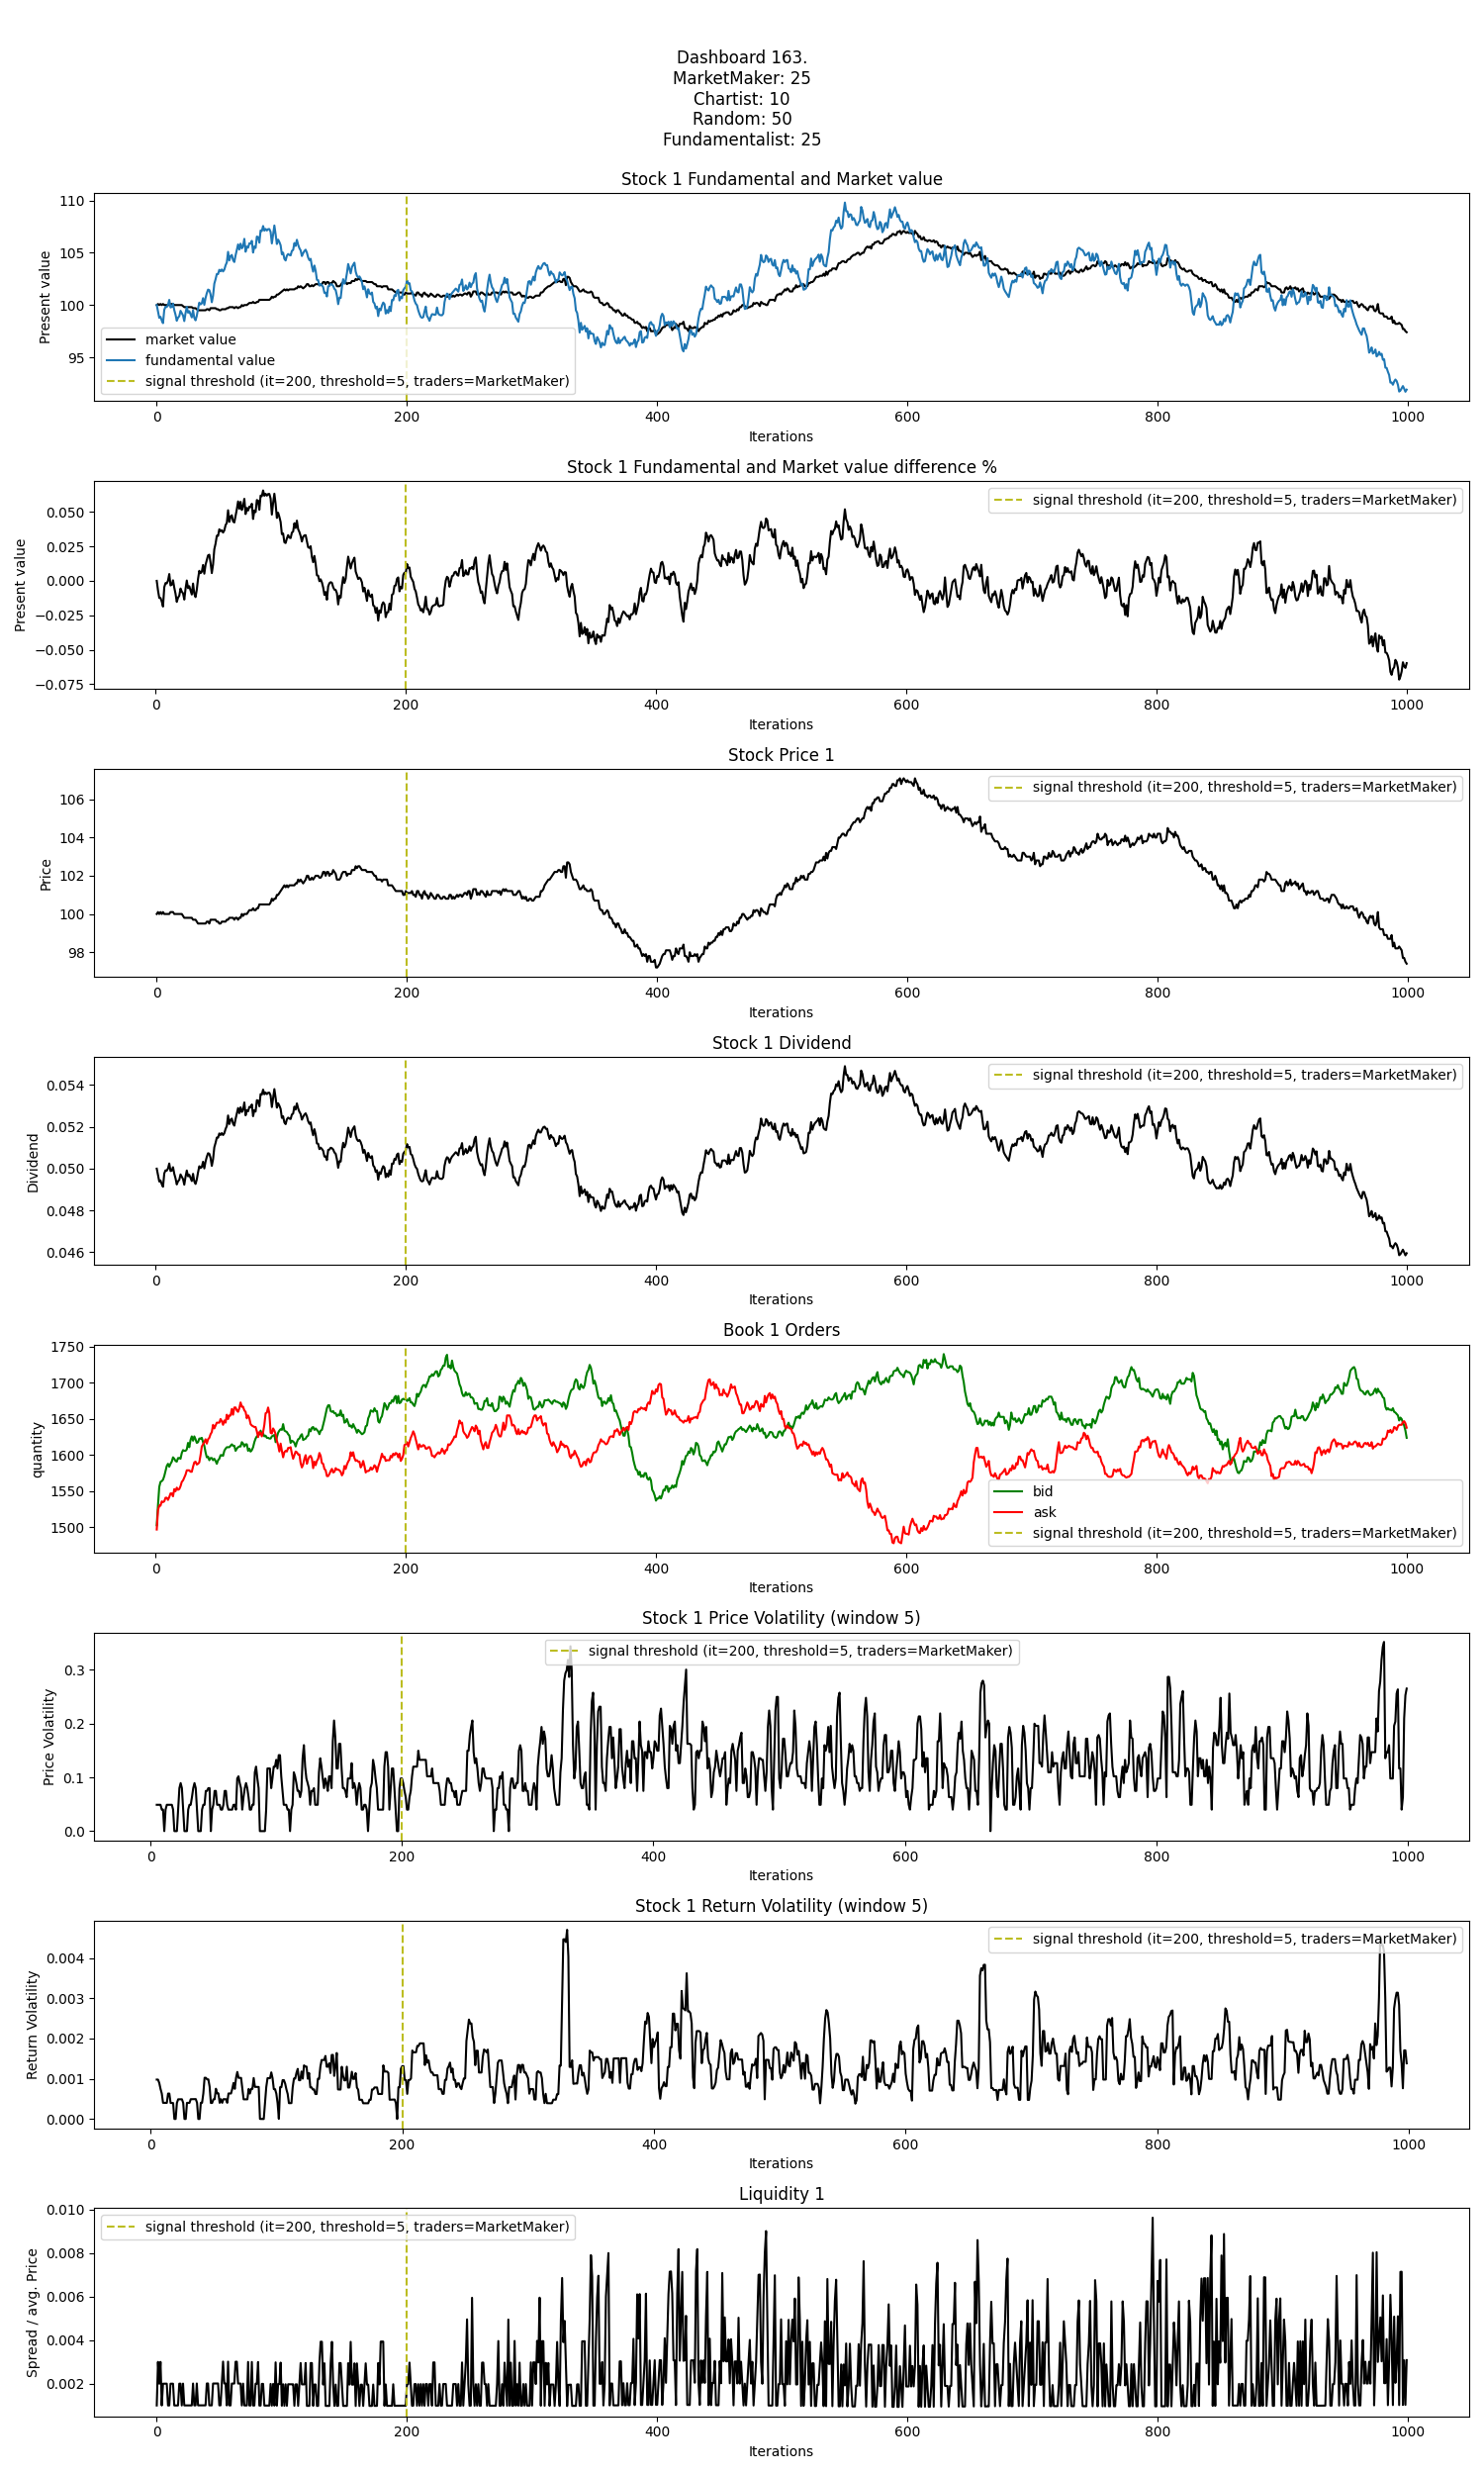 Dashboard 163.
MarketMaker: 25
Chartist: 10
Random: 50
Fundamentalist: 25
Stock 1 Fundamental and Market value
110
105
100
95
Present value
market value
fundamental value
signal threshold (it=200, threshold=5, traders=MarketMaker)
0 200 400 600 800 1000
Iterations
Stock 1 Fundamental and Market value difference %
0.050
0.025
0.000
−0.025
−0.050
−0.075
Present value
signal threshold (it=200, threshold=5, traders=MarketMaker)
0 200 400 600 800 1000
Iterations
Stock Price 1
106
104
102
100
98
Price
signal threshold (it=200, threshold=5, traders=MarketMaker)
0 200 400 600 800 1000
Iterations
Stock 1 Dividend
0.054
0.052
0.050
0.048
0.046
Dividend
signal threshold (it=200, threshold=5, traders=MarketMaker)
0 200 400 600 800 1000
Iterations
Book 1 Orders
1750
1700
1650
1600
1550
1500
quantity
bid
ask
signal threshold (it=200, threshold=5, traders=MarketMaker)
0 200 400 600 800 1000
Iterations
Stock 1 Price Volatility (window 5)
0.3
0.2
0.1
0.0
Price Volatility
signal threshold (it=200, threshold=5, traders=MarketMaker)
0 200 400 600 800 1000
Iterations
Stock 1 Return Volatility (window 5)
0.004
0.003
0.002
0.001
0.000
Return Volatility
signal threshold (it=200, threshold=5, traders=MarketMaker)
0 200 400 600 800 1000
Iterations
Liquidity 1
0.010
0.008
0.006
0.004
0.002
Spread / avg. Price
signal threshold (it=200, threshold=5, traders=MarketMaker)
0 200 400 600 800 1000
Iterations